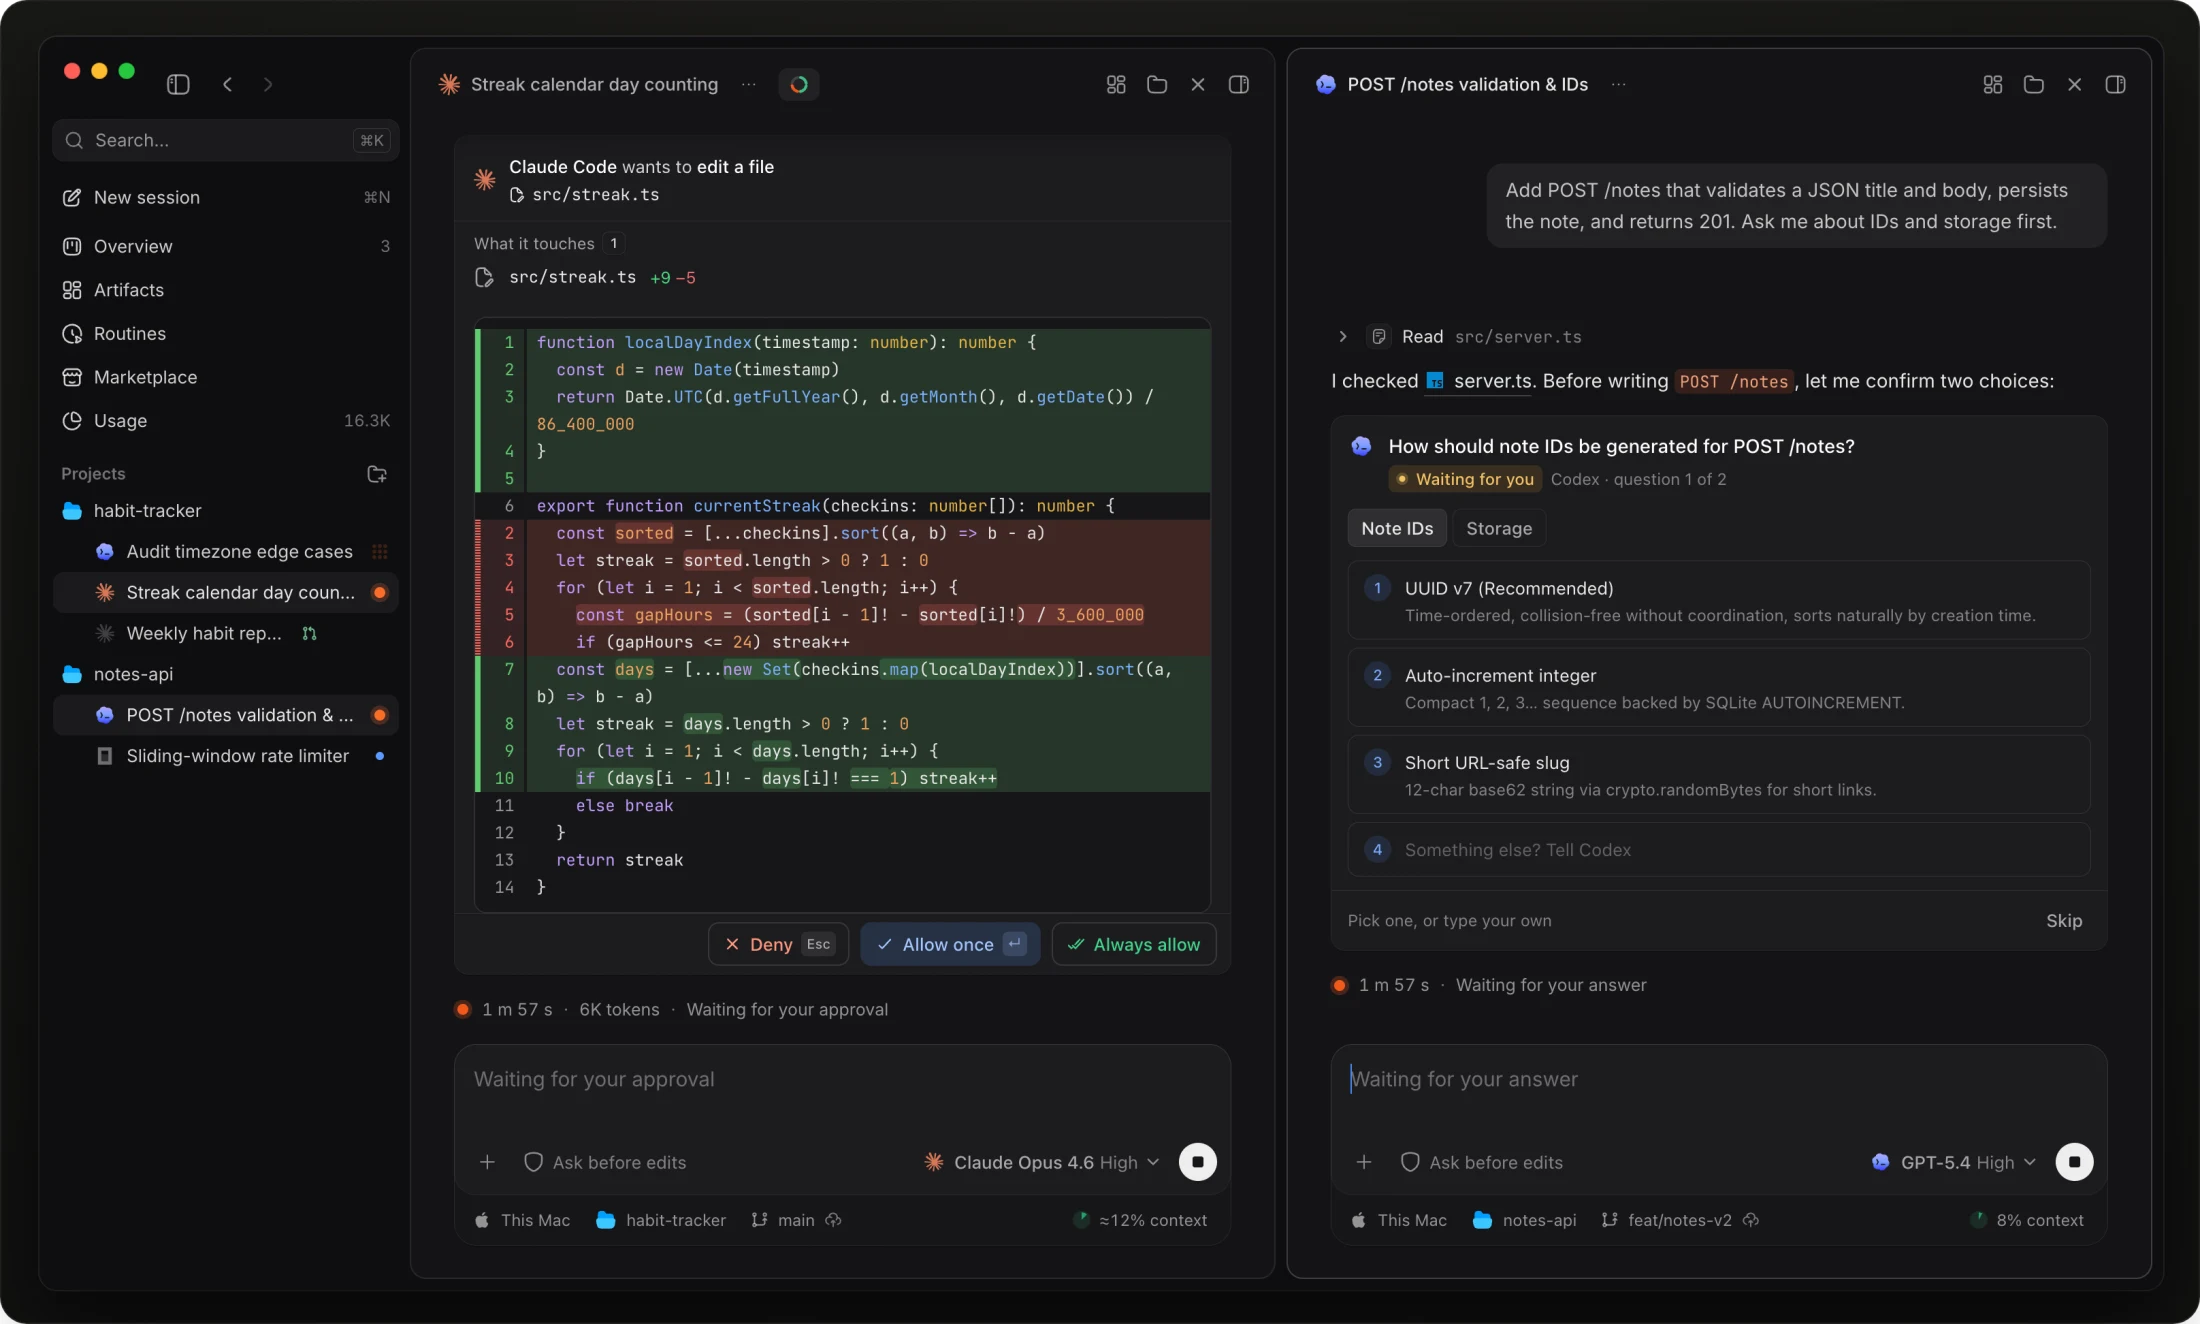 Search... ⌘K
New session ⌘N
Overview 3
Artifacts
Routines
Marketplace
Usage 16.3K
Projects
habit-tracker
Audit timezone edge cases
Streak calendar day coun...
Weekly habit rep...
notes-api
POST /notes validation & ...
Sliding-window rate limiter
Streak calendar day counting ...
Claude Code wants to edit a file
src/streak.ts
What it touches 1
src/streak.ts +9 −5
1 function localDayIndex(timestamp: number): number {
2 const d = new Date(timestamp)
3 return Date.UTC(d.getFullYear(), d.getMonth(), d.getDate()) /
86_400_000
4 }
5
6 export function currentStreak(checkins: number[]): number {
2 const sorted = [...checkins].sort((a, b) => b - a)
3 let streak = sorted.length > 0 ? 1 : 0
4 for (let i = 1; i < sorted.length; i++) {
5 const gapHours = (sorted[i - 1]! - sorted[i]!) / 3_600_000
6 if (gapHours <= 24) streak++
7 const days = [...new Set(checkins.map(localDayIndex))].sort((a,
b) => b - a)
8 let streak = days.length > 0 ? 1 : 0
9 for (let i = 1; i < days.length; i++) {
10 if (days[i - 1]! - days[i]! === 1) streak++
11 else break
12 }
13 return streak
14 }
Deny Esc Allow once Always allow
1 m 57 s · 6K tokens · Waiting for your approval
Waiting for your approval
Ask before edits Claude Opus 4.6 High
This Mac habit-tracker main ≈12% context
POST /notes validation & IDs ...
Add POST /notes that validates a JSON title and body, persists
the note, and returns 201. Ask me about IDs and storage first.
Read src/server.ts
I checked TS server.ts. Before writing POST /notes, let me confirm two choices:
How should note IDs be generated for POST /notes?
Waiting for you Codex · question 1 of 2
Note IDs Storage
1 UUID v7 (Recommended)
Time-ordered, collision-free without coordination, sorts naturally by creation time.
2 Auto-increment integer
Compact 1, 2, 3… sequence backed by SQLite AUTOINCREMENT.
3 Short URL-safe slug
12-char base62 string via crypto.randomBytes for short links.
4 Something else? Tell Codex
Pick one, or type your own Skip
1 m 57 s · Waiting for your answer
Waiting for your answer
Ask before edits GPT-5.4 High
This Mac notes-api feat/notes-v2 8% context